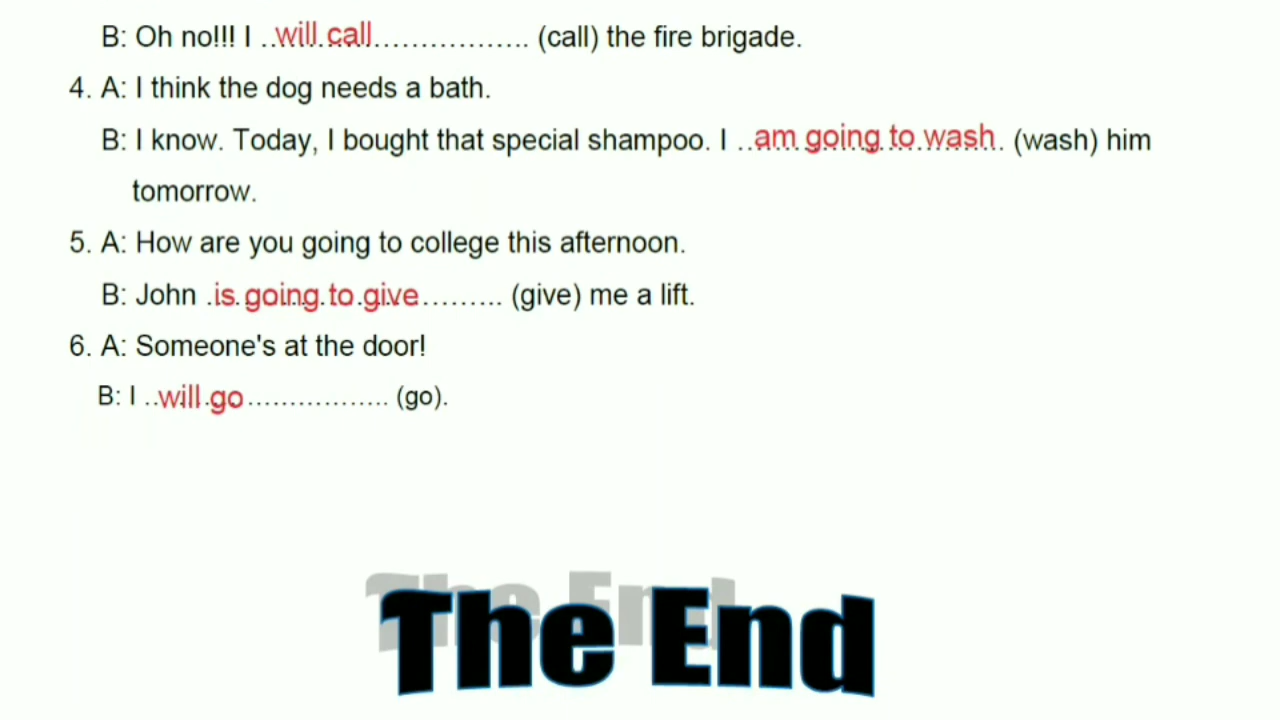 B: Oh no!!! I ..will call................... (call) the fire brigade.
4. A: I think the dog needs a bath.
B: I know. Today, I bought that special shampoo. I ..am going to wash. (wash) him
tomorrow.
5. A: How are you going to college this afternoon.
B: John .is going to give......... (give) me a lift.
6. A: Someone's at the door!
B: I ..will go................. (go).
The End